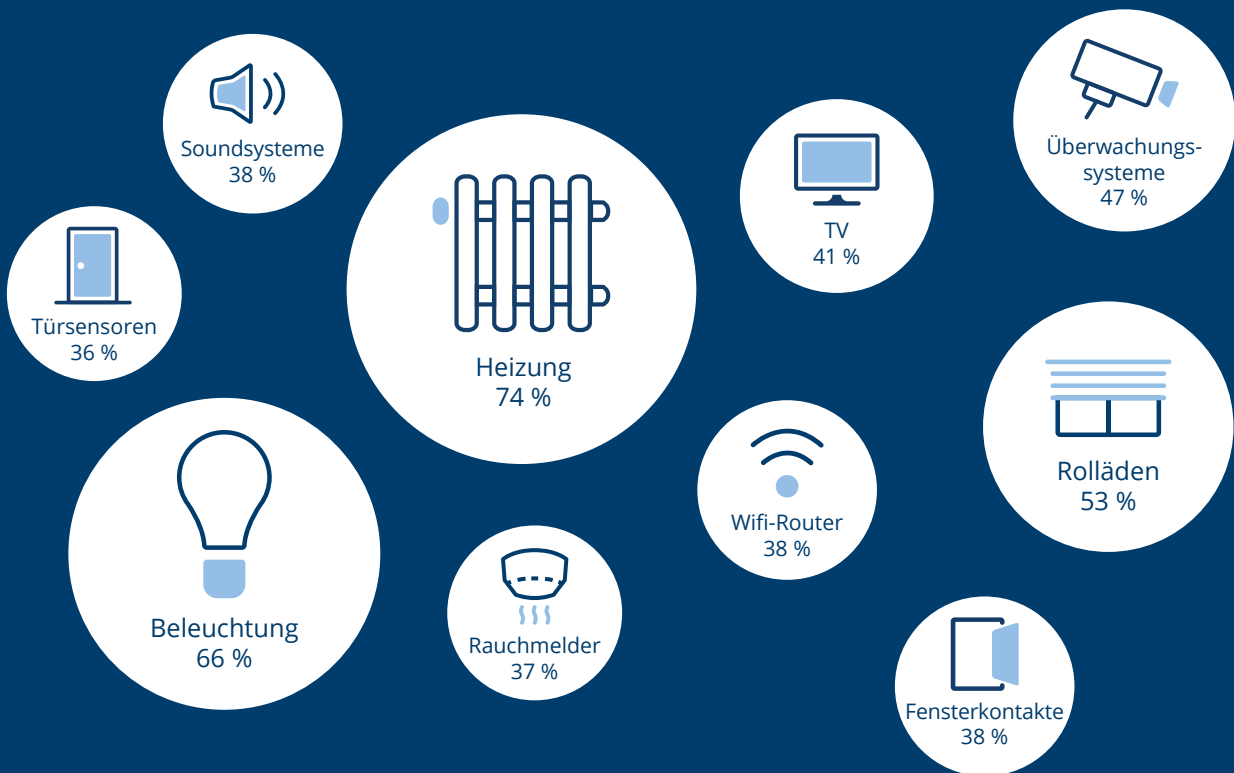 Soundsysteme
38 %
Heizung
74 %
TV
41 %
Überwachungs-
systeme
47 %
Türsensoren
36 %
Beleuchtung
66 %
Rauchmelder
37 %
Wifi-Router
38 %
Rolläden
53 %
Fensterkontakte
38 %